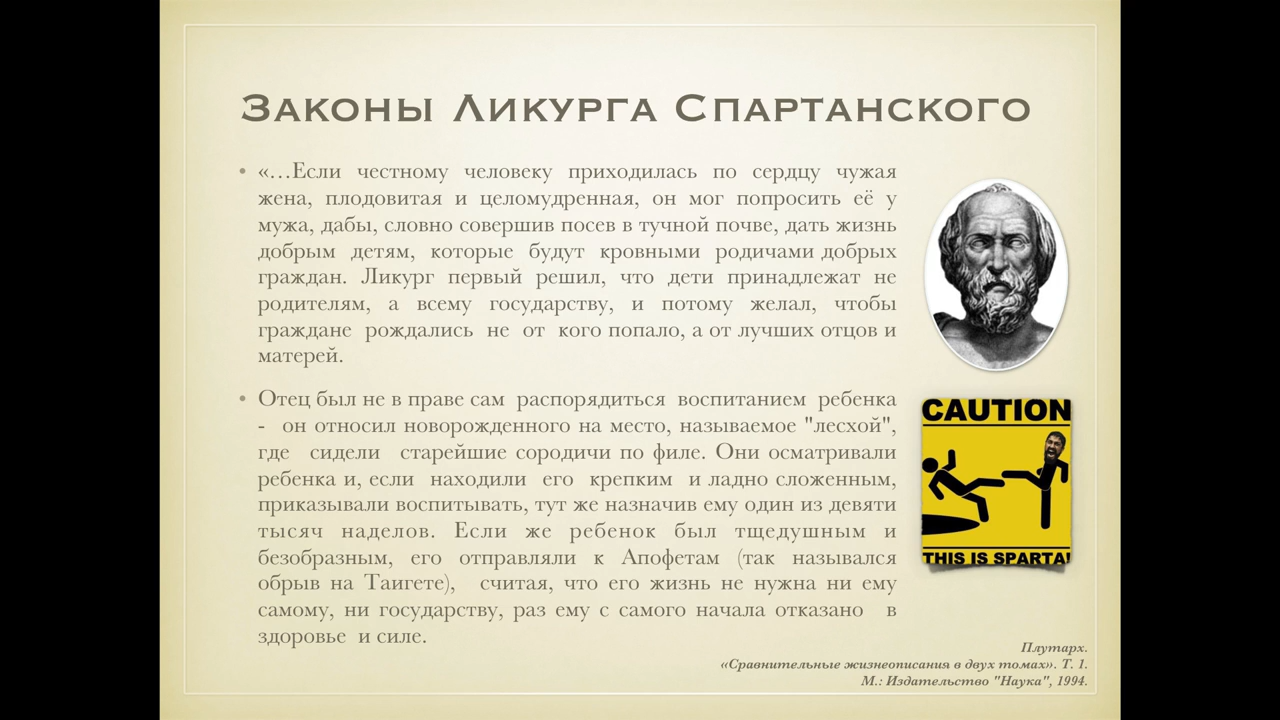 Законы Ликурга Спартанского
• «…Если честному человеку приходилась по сердцу чужая
жена, плодовитая и целомудренная, он мог попросить её у
мужа, дабы, словно совершив посев в тучной почве, дать жизнь
добрым детям, которые будут кровными родичами добрых
граждан. Ликург первый решил, что дети принадлежат не
родителям, а всему государству, и потому желал, чтобы
граждане рождались не от кого попало, а от лучших отцов и
матерей.
• Отец был не в праве сам распорядиться воспитанием ребенка
- он относил новорожденного на место, называемое "лесхой",
где сидели старейшие сородичи по филе. Они осматривали
ребенка и, если находили его крепким и ладно сложенным,
приказывали воспитывать, тут же назначив ему один из девяти
тысяч наделов. Если же ребенок был тщедушным и
безобразным, его отправляли к Апофетам (так назывался
обрыв на Таигете), считая, что его жизнь не нужна ни ему
самому, ни государству, раз ему с самого начала отказано в
здоровье и силе.
CAUTION
THIS IS SPARTA!
Плутарх.
«Сравнительные жизнеописания в двух томах». Т. 1.
М.: Издательство "Наука", 1994.